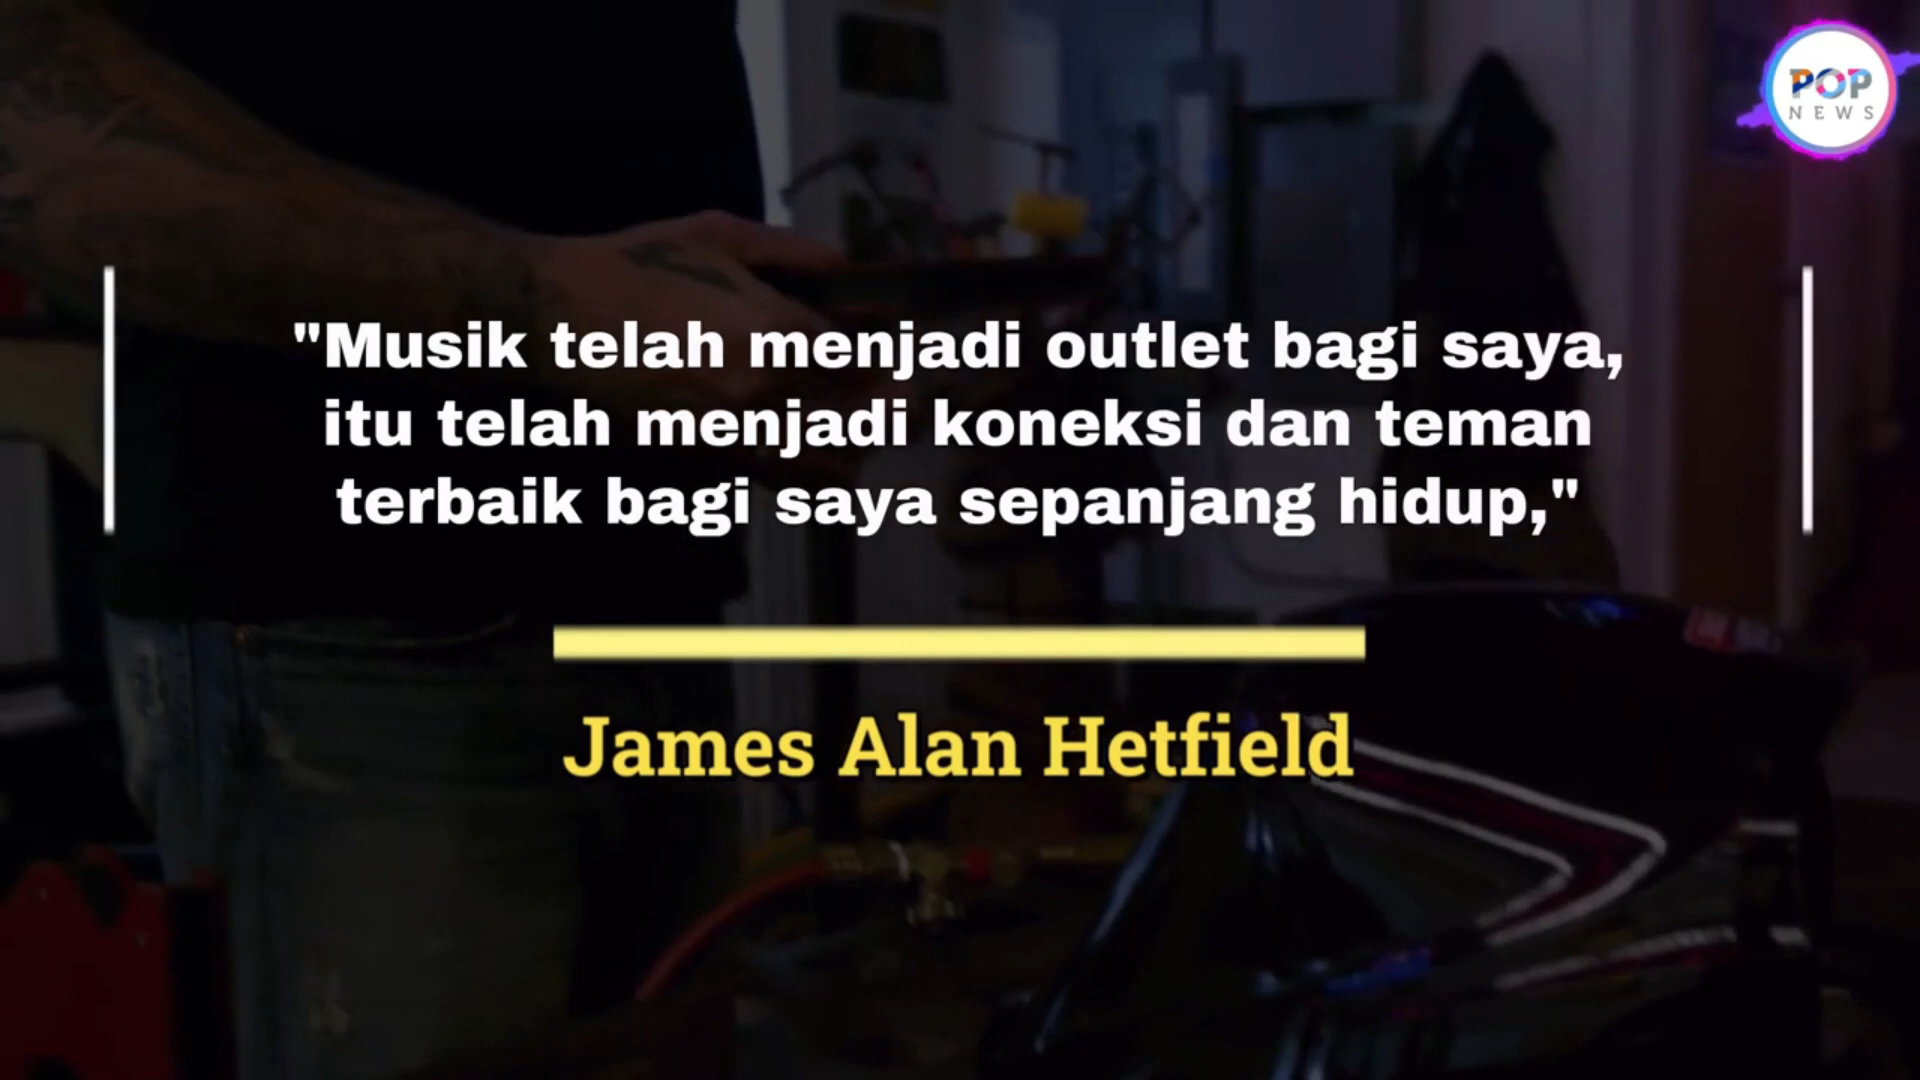 POP
NEWS
"Musik telah menjadi outlet bagi saya,
itu telah menjadi koneksi dan teman
terbaik bagi saya sepanjang hidup,"
James Alan Hetfield